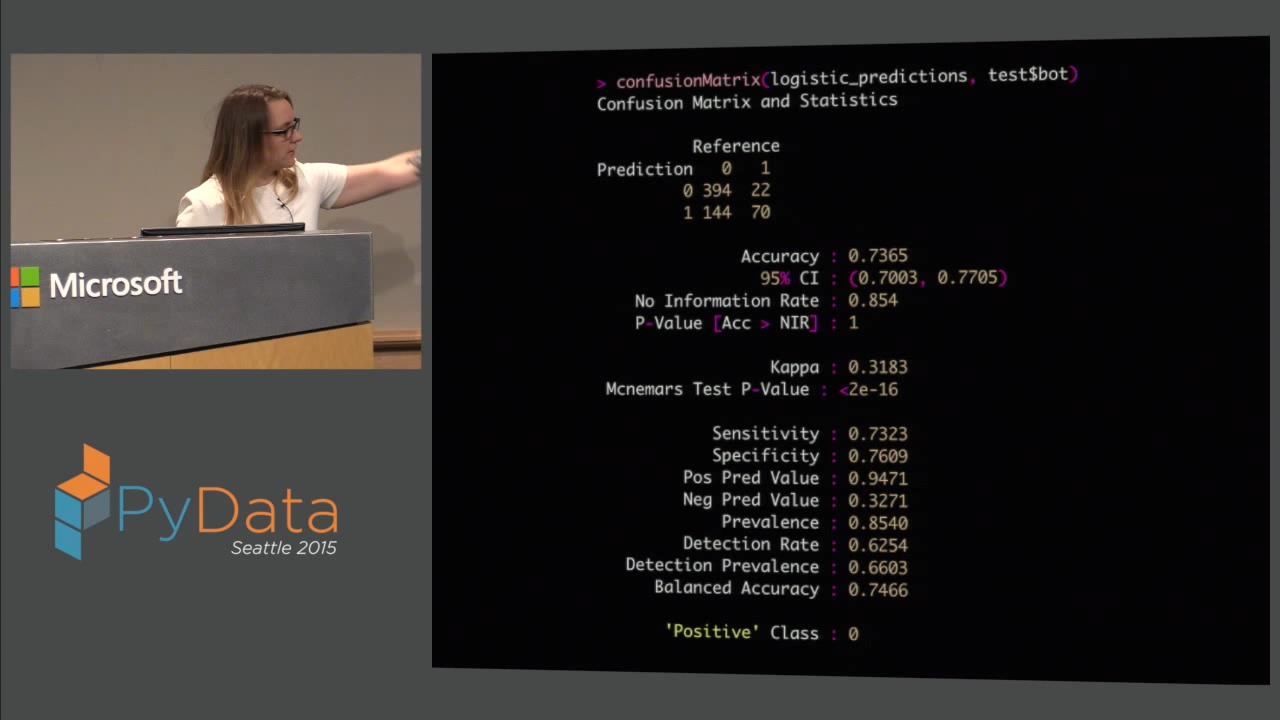 > confusionMatrix(logistic_predictions, test$bot)
Confusion Matrix and Statistics
Reference
Prediction 0 1
0 394 22
1 144 70
Accuracy : 0.7365
95% CI : (0.7003, 0.7705)
No Information Rate : 0.854
P-Value [Acc > NIR] : 1
Kappa : 0.3183
Mcnemars Test P-Value : <2e-16
Sensitivity : 0.7323
Specificity : 0.7609
Pos Pred Value : 0.9471
Neg Pred Value : 0.3271
Prevalence : 0.8540
Detection Rate : 0.6254
Detection Prevalence : 0.6603
Balanced Accuracy : 0.7466
'Positive' Class : 0
Microsoft
PyData
Seattle 2015